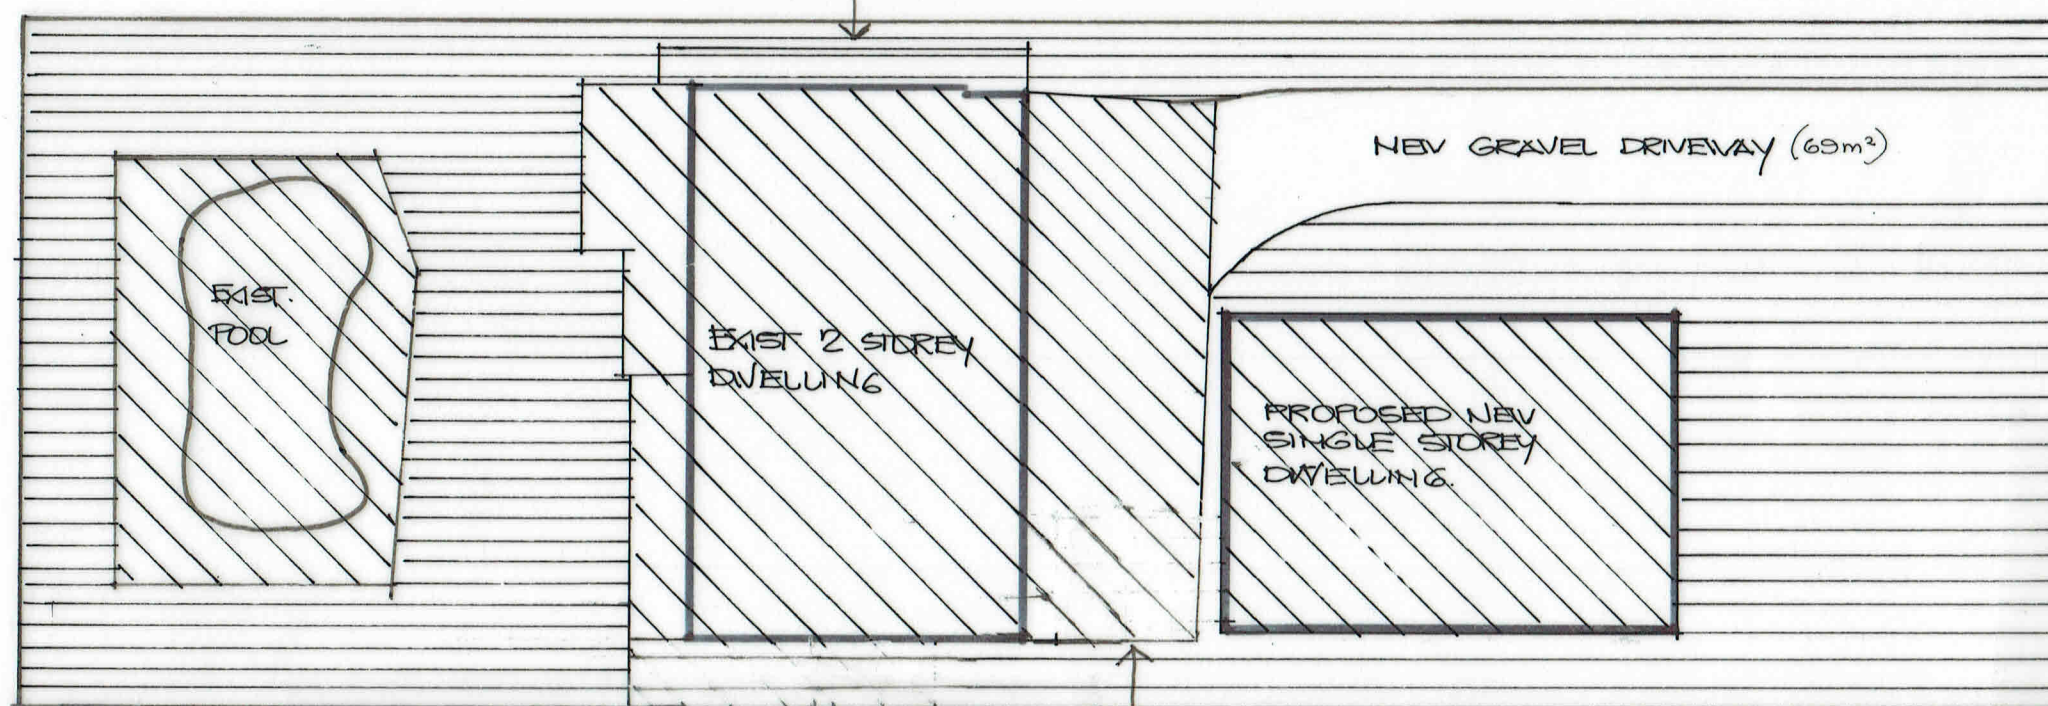 NEW GRAVEL DRIVEWAY (69m²)
EXIST.
POOL
EXIST 2 STOREY
DWELLING
PROPOSED NEW
SINGLE STOREY
DWELLING.